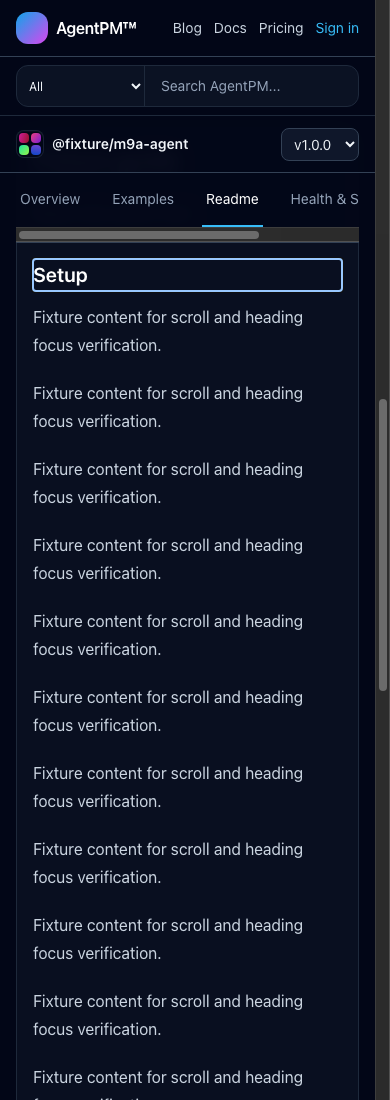 AgentPM™
Blog Docs Pricing Sign in
All
Search AgentPM...
@fixture/m9a-agent
v1.0.0
Overview Examples Readme Health & S
Setup
Fixture content for scroll and heading
focus verification.
Fixture content for scroll and heading
focus verification.
Fixture content for scroll and heading
focus verification.
Fixture content for scroll and heading
focus verification.
Fixture content for scroll and heading
focus verification.
Fixture content for scroll and heading
focus verification.
Fixture content for scroll and heading
focus verification.
Fixture content for scroll and heading
focus verification.
Fixture content for scroll and heading
focus verification.
Fixture content for scroll and heading
focus verification.
Fixture content for scroll and heading